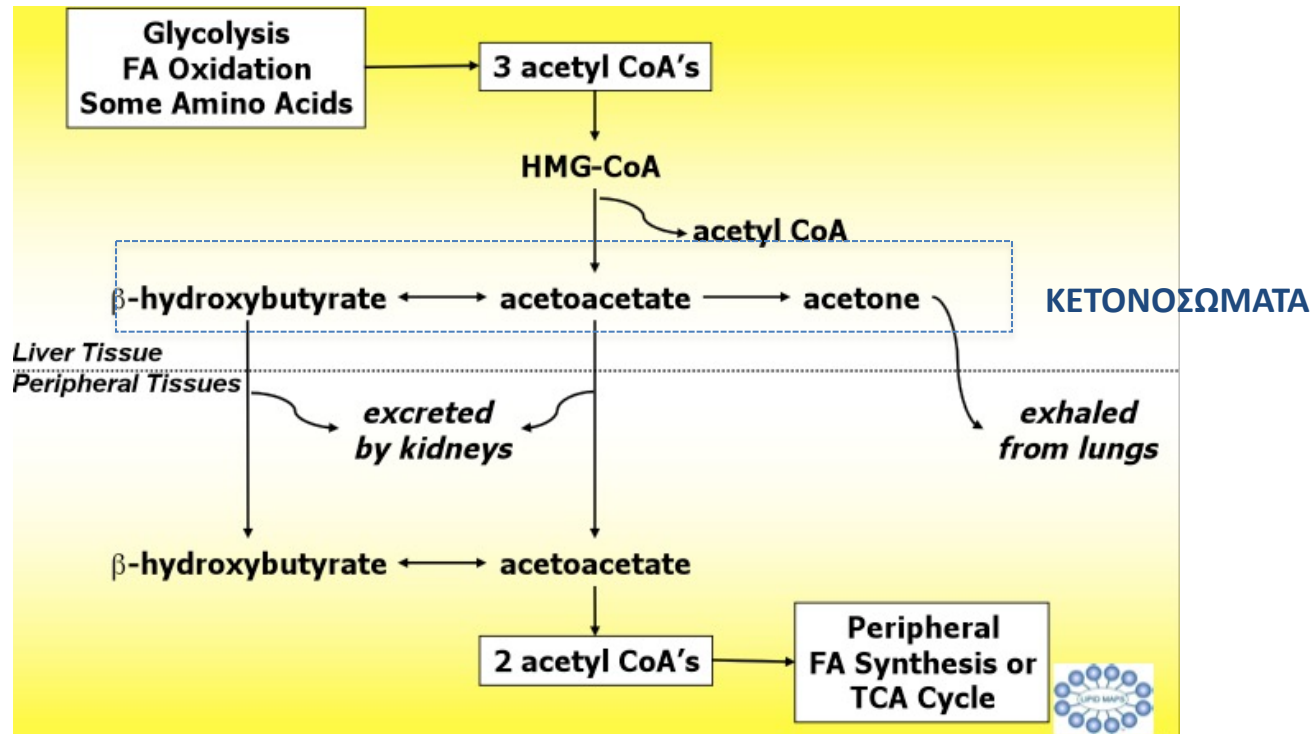 Glycolysis
FA Oxidation
Some Amino Acids
3 acetyl CoA's
HMG-CoA
acetyl CoA
β-hydroxybutyrate
acetoacetate
acetone
ΚΕΤΟΝΟΣΩΜΑΤΑ
Liver Tissue
Peripheral Tissues
excreted
by kidneys
exhaled
from lungs
β-hydroxybutyrate
acetoacetate
2 acetyl CoA's
Peripheral
FA Synthesis or
TCA Cycle
LIPID MAPS